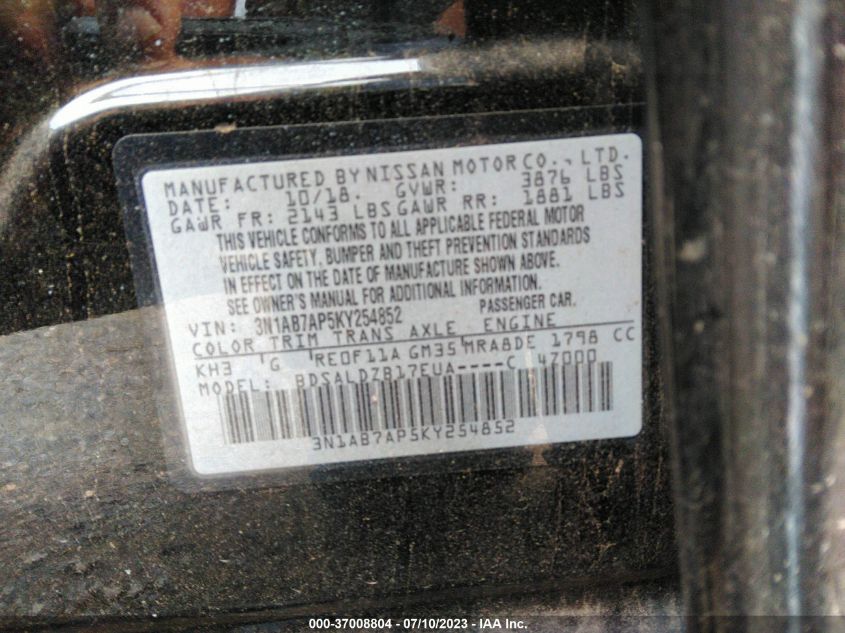 MANUFACTURED BY NISSAN MOTOR CO., LTD.
DATE: 10/18. GVWR: 3876 LBS
GAWR FR: 2143 LBS GAWR RR: 1881 LBS
THIS VEHICLE CONFORMS TO ALL APPLICABLE FEDERAL MOTOR
VEHICLE SAFETY, BUMPER AND THEFT PREVENTION STANDARDS
IN EFFECT ON THE DATE OF MANUFACTURE SHOWN ABOVE.
SEE OWNER'S MANUAL FOR ADDITIONAL INFORMATION.
VIN: 3N1AB7AP5KY254852 PASSENGER CAR.
COLOR TRIM TRANS AXLE ENGINE
KH3 G RE0F11A GM35 MRA8DE 1798 CC
MODEL: BDSALDZB17EUA----C 47000
3N1AB7AP5KY254852
000-37008804 - 07/10/2023 - IAA Inc.